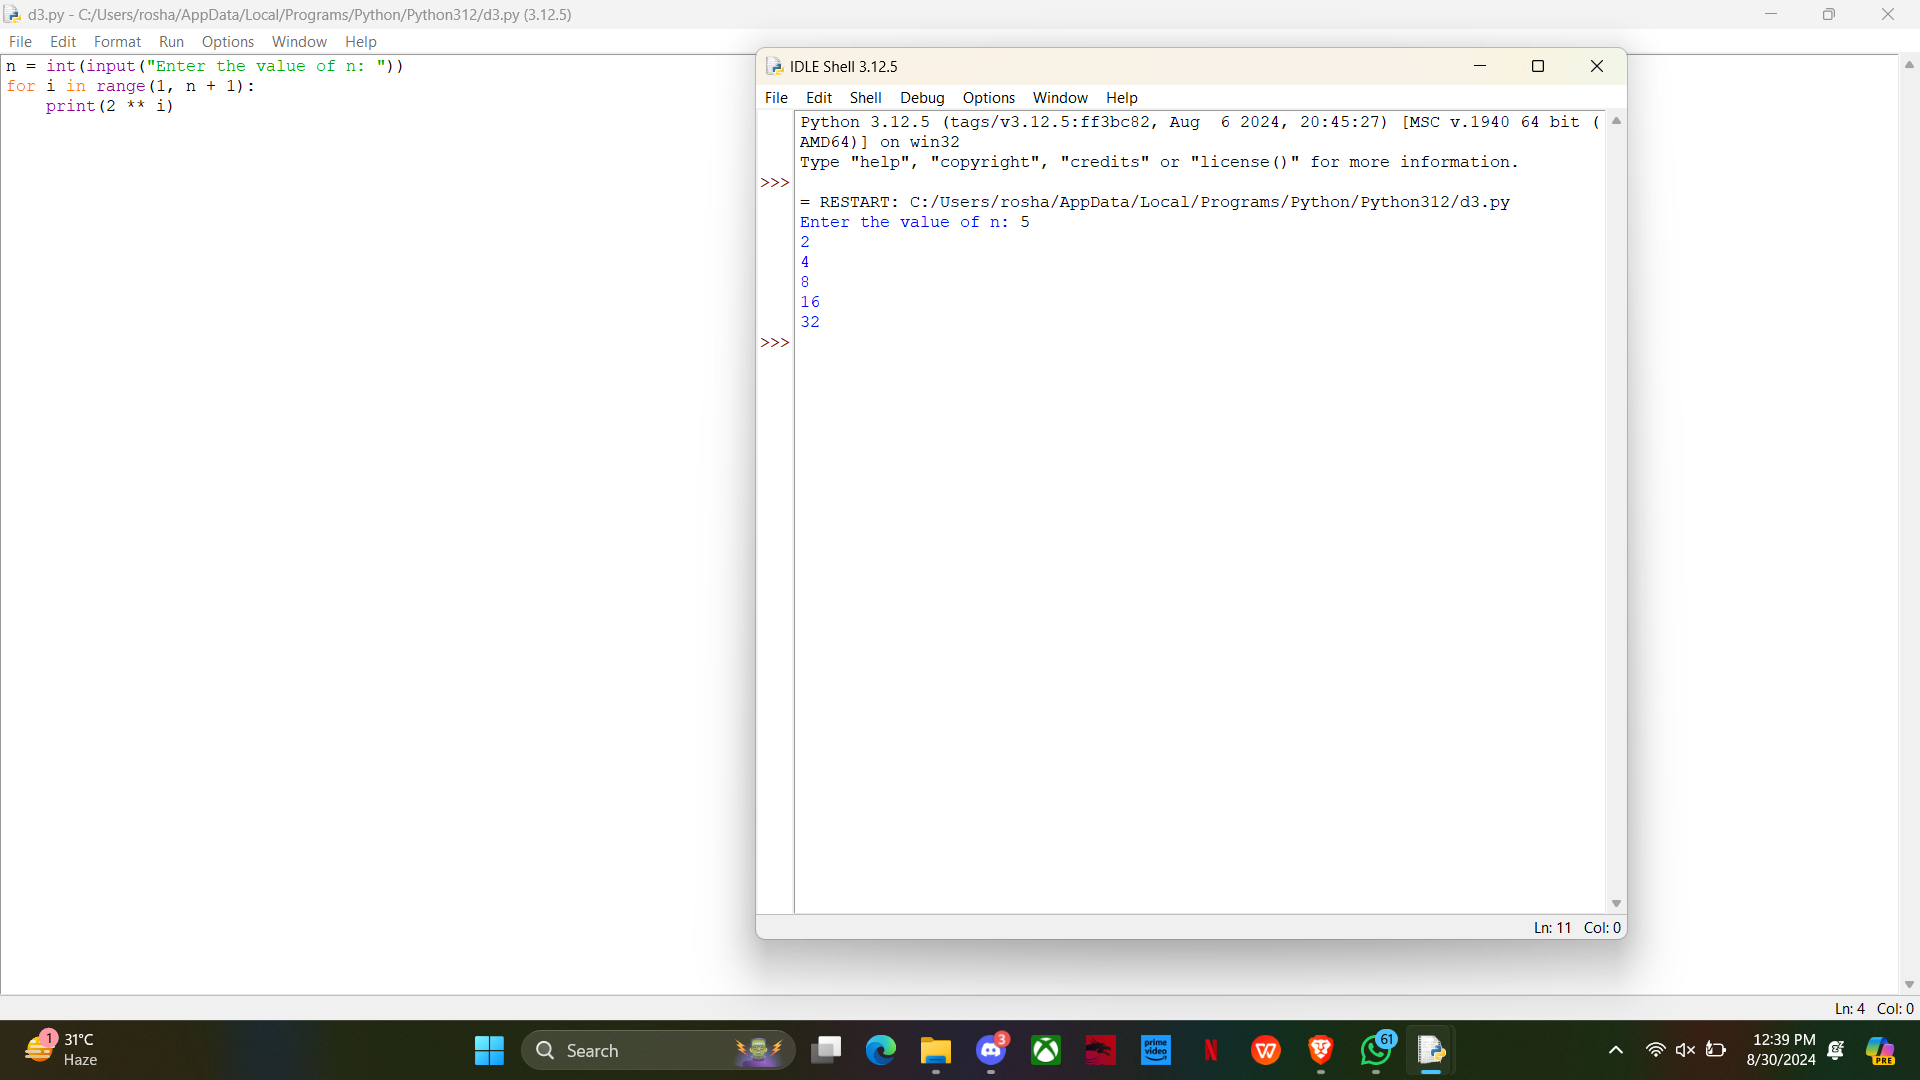 d3.py - C:/Users/rosha/AppData/Local/Programs/Python/Python312/d3.py (3.12.5)
File Edit Format Run Options Window Help
n = int(input("Enter the value of n: "))
for i in range(1, n + 1):
    print(2 ** i)
IDLE Shell 3.12.5
File Edit Shell Debug Options Window Help
Python 3.12.5 (tags/v3.12.5:ff3bc82, Aug  6 2024, 20:45:27) [MSC v.1940 64 bit (
AMD64)] on win32
Type "help", "copyright", "credits" or "license()" for more information.
>>>
= RESTART: C:/Users/rosha/AppData/Local/Programs/Python/Python312/d3.py
Enter the value of n: 5
2
4
8
16
32
>>>
Ln: 11 Col: 0
Ln: 4 Col: 0
1
31°C
Haze
Search
3
prime video
N
W
61
12:39 PM
8/30/2024
PRE